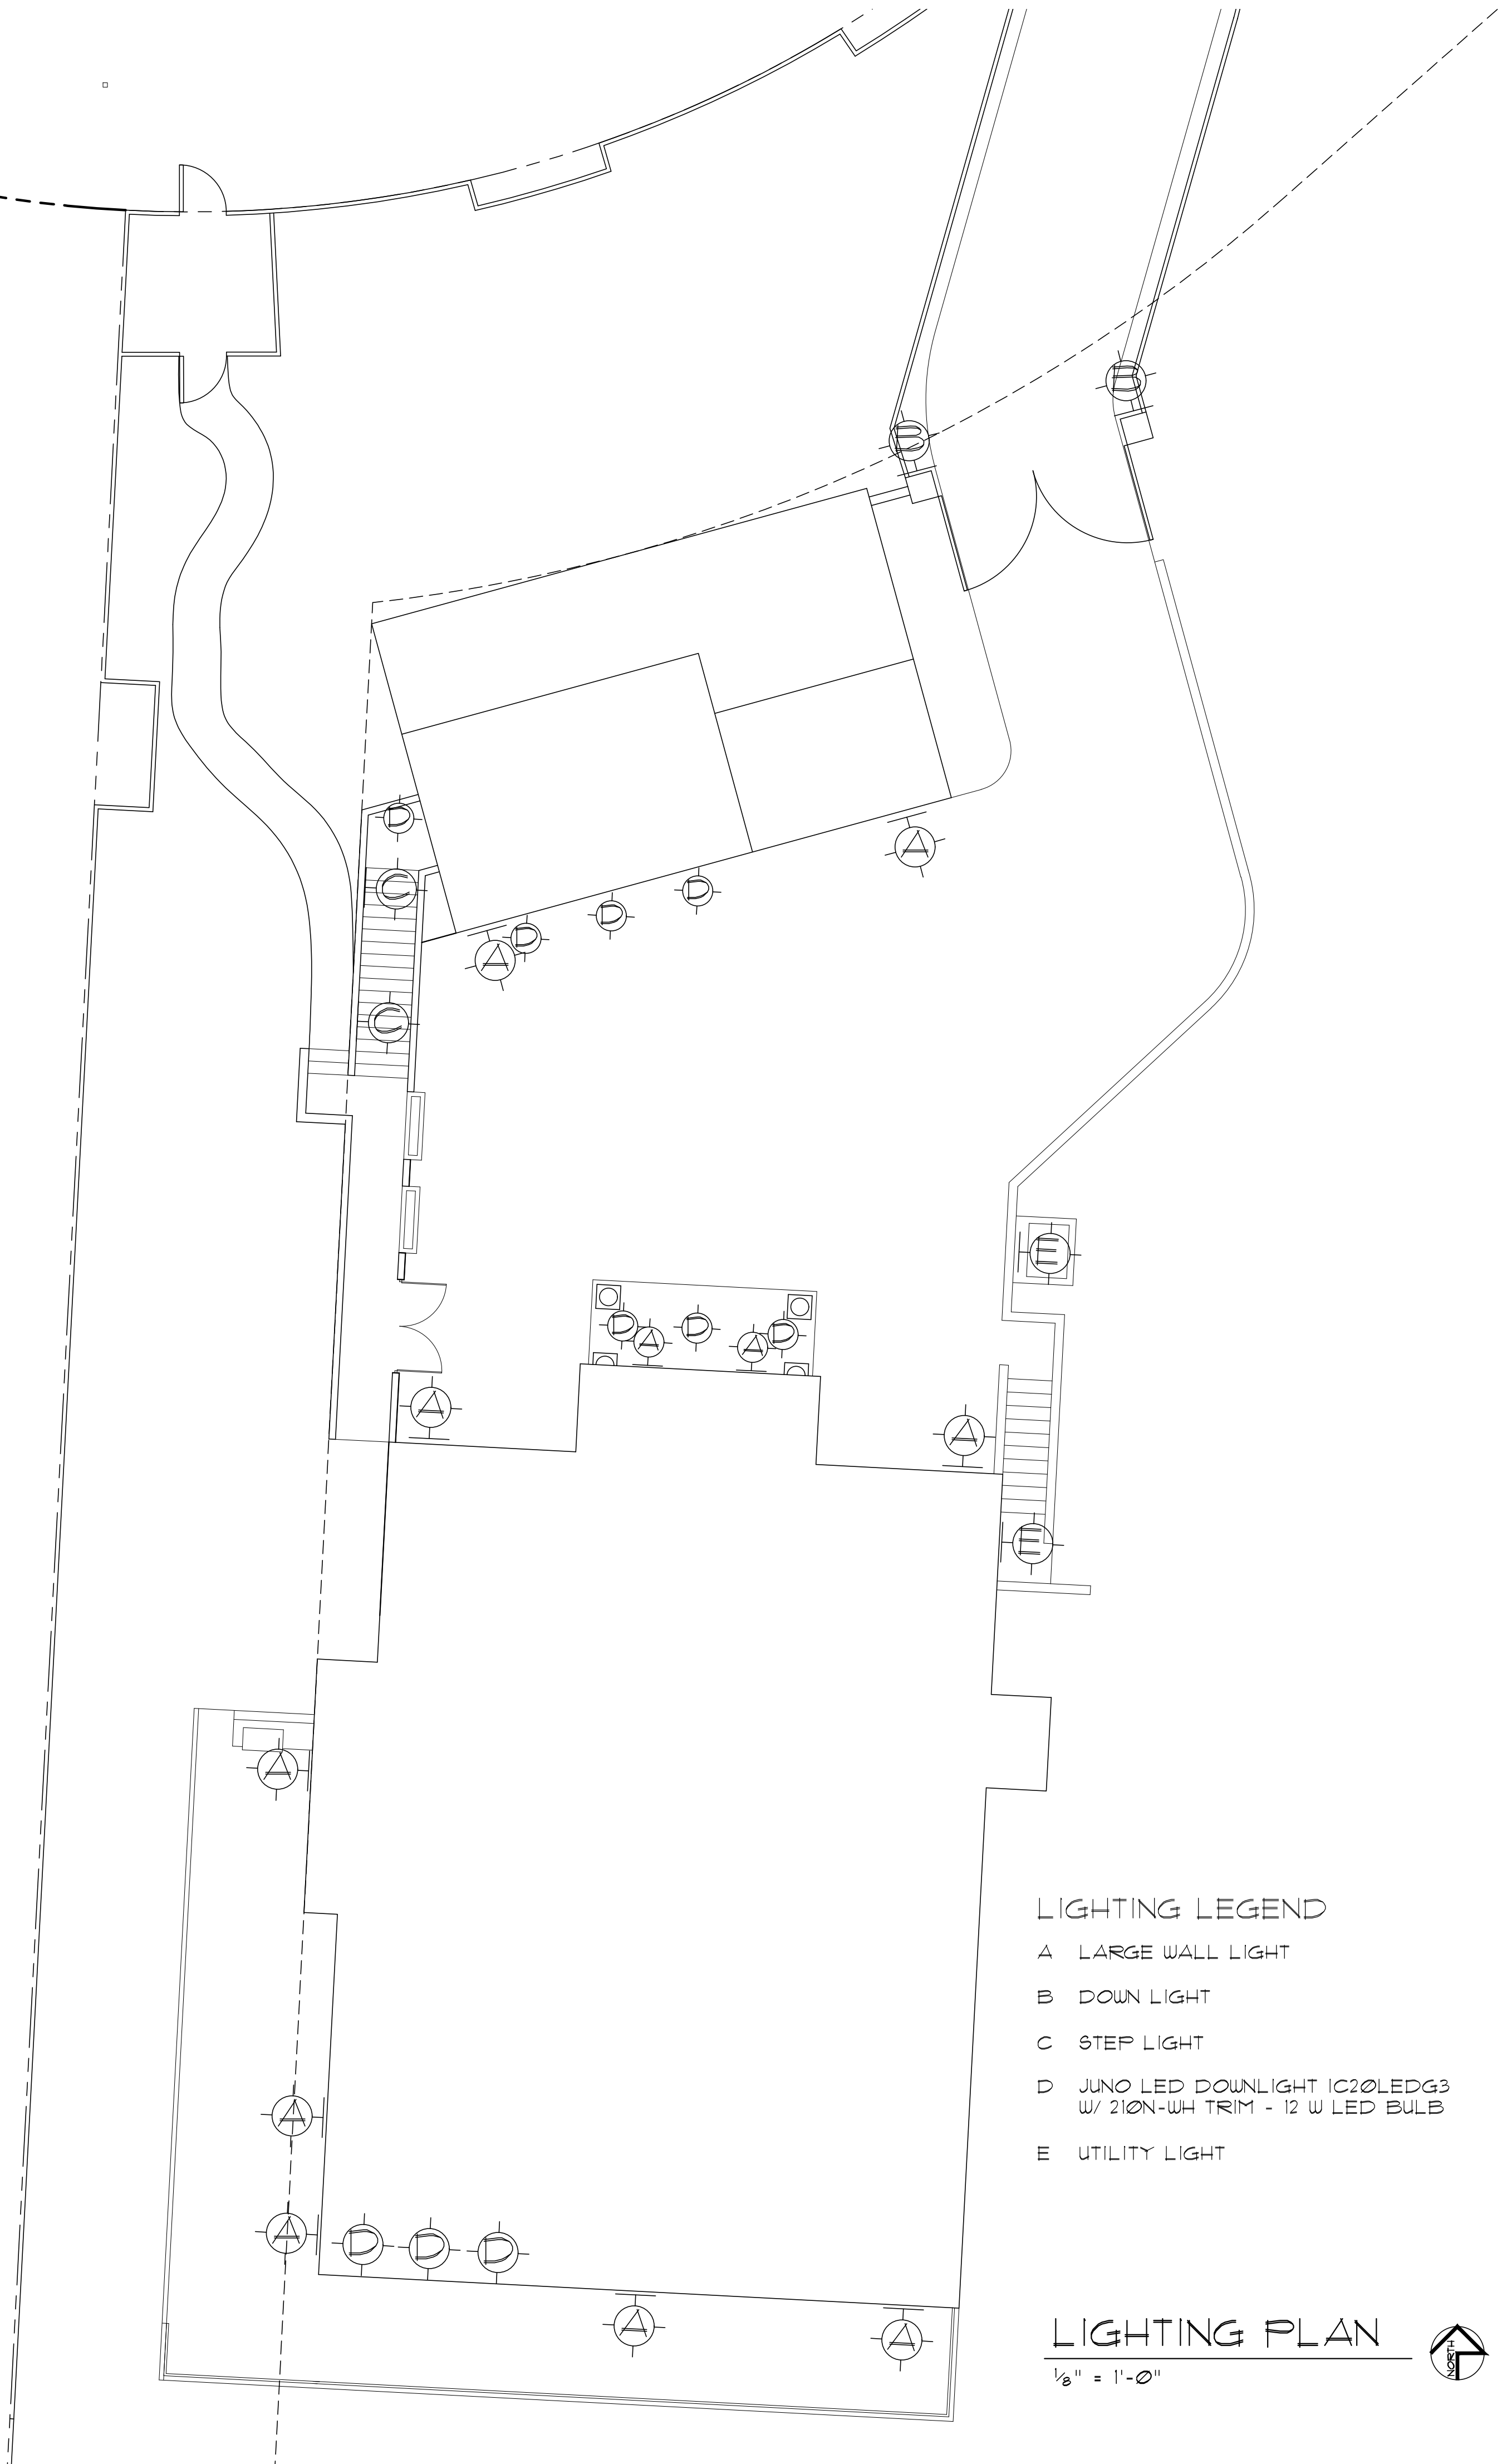 B
B
D
C
A
D
D
D
A
C
E
D
D
D
A
A
A
A
E
A
LIGHTING LEGEND
A LARGE WALL LIGHT
B DOWN LIGHT
C STEP LIGHT
D JUNO LED DOWNLIGHT IC20LEDG3
W/ 210N-WH TRIM - 12 W LED BULB
E UTILITY LIGHT
A
A
D
D
D
A
A
LIGHTING PLAN
1/8" = 1'-0"
NORTH